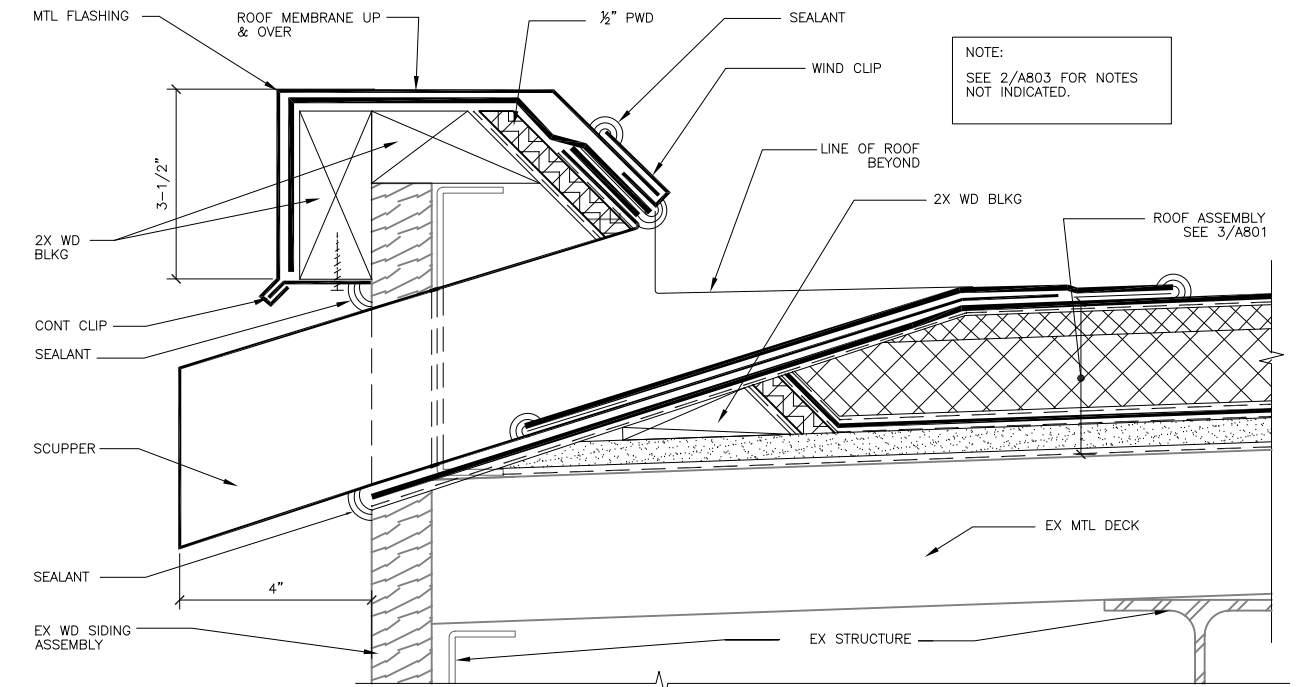 MTL FLASHING
ROOF MEMBRANE UP
& OVER
½" PWD
SEALANT
WIND CLIP
NOTE:
SEE 2/A803 FOR NOTES
NOT INDICATED.
LINE OF ROOF
BEYOND
2X WD BLKG
ROOF ASSEMBLY
SEE 3/A801
3-1/2"
2X WD
BLKG
CONT CLIP
SEALANT
SCUPPER
SEALANT
4"
EX MTL DECK
EX WD SIDING
ASSEMBLY
EX STRUCTURE